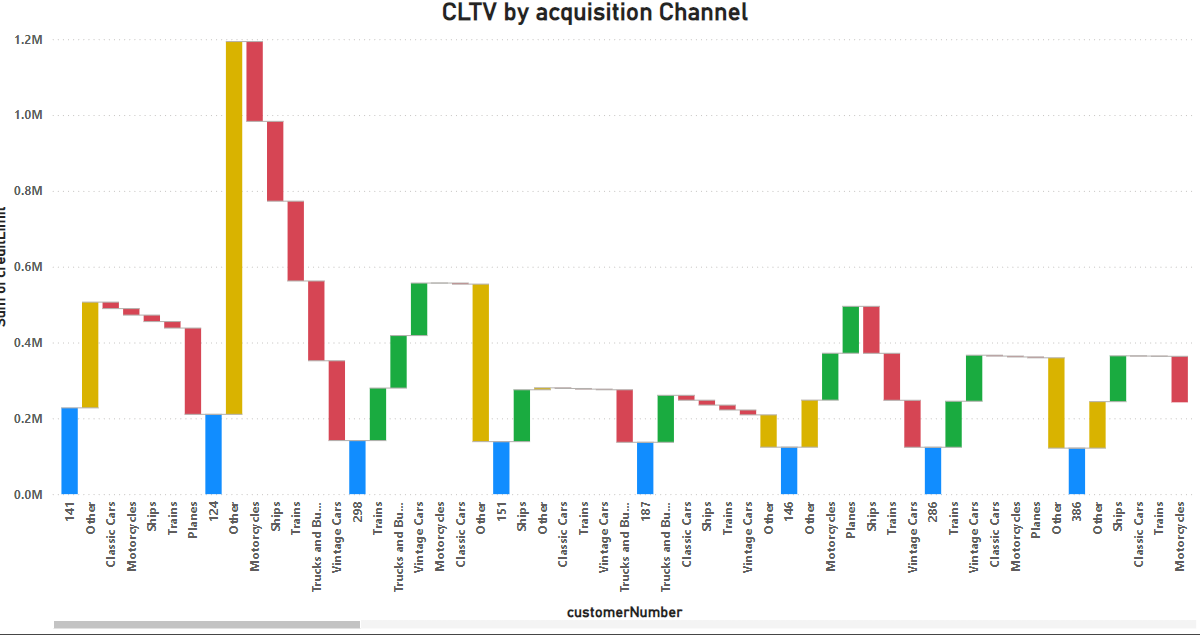 CLTV by acquisition Channel
1.2M
1.0M
0.8M
0.6M
0.4M
0.2M
0.0M
Sum of creditLimit
141
Other
Classic Cars
Motorcycles
Ships
Trains
Planes
124
Other
Motorcycles
Ships
Trains
Trucks and Bu...
Vintage Cars
298
Trains
Trucks and Bu...
Vintage Cars
Motorcycles
Classic Cars
Other
151
Ships
Other
Classic Cars
Trains
Vintage Cars
Trucks and Bu...
187
Trucks and Bu...
Classic Cars
Ships
Trains
Vintage Cars
Other
146
Other
Motorcycles
Planes
Ships
Trains
Vintage Cars
286
Trains
Vintage Cars
Classic Cars
Motorcycles
Planes
Other
386
Other
Ships
Classic Cars
Trains
Motorcycles
customerNumber